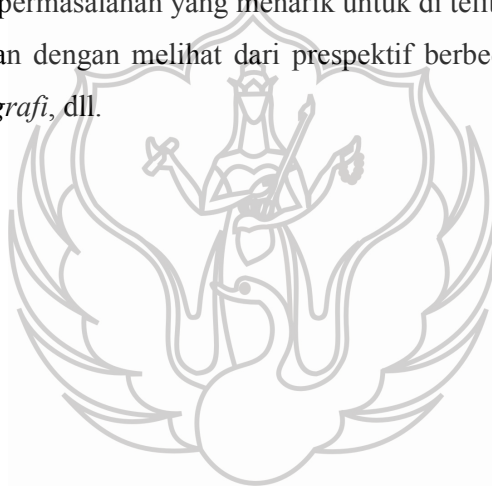 permasalahan yang menarik untuk di
an dengan melihat dari prespektif
grafi, dll.